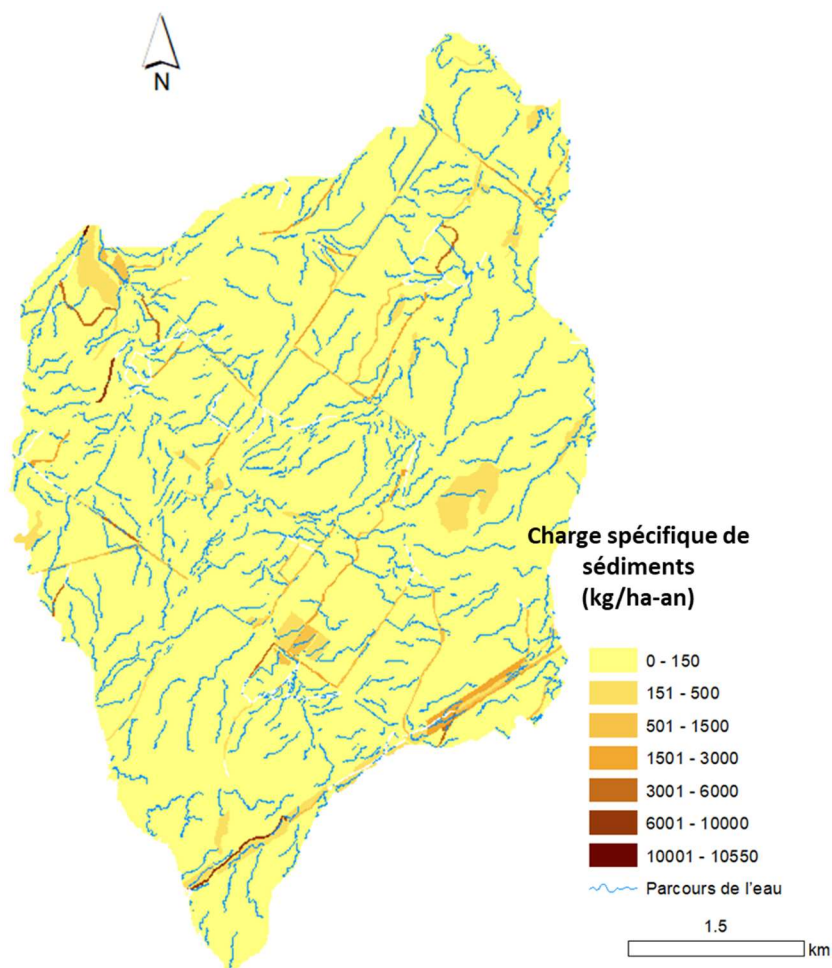 N
Charge spécifique de
sédiments
(kg/ha-an)
0 - 150
151 - 500
501 - 1500
1501 - 3000
3001 - 6000
6001 - 10000
10001 - 10550
Parcours de l'eau
1.5
km